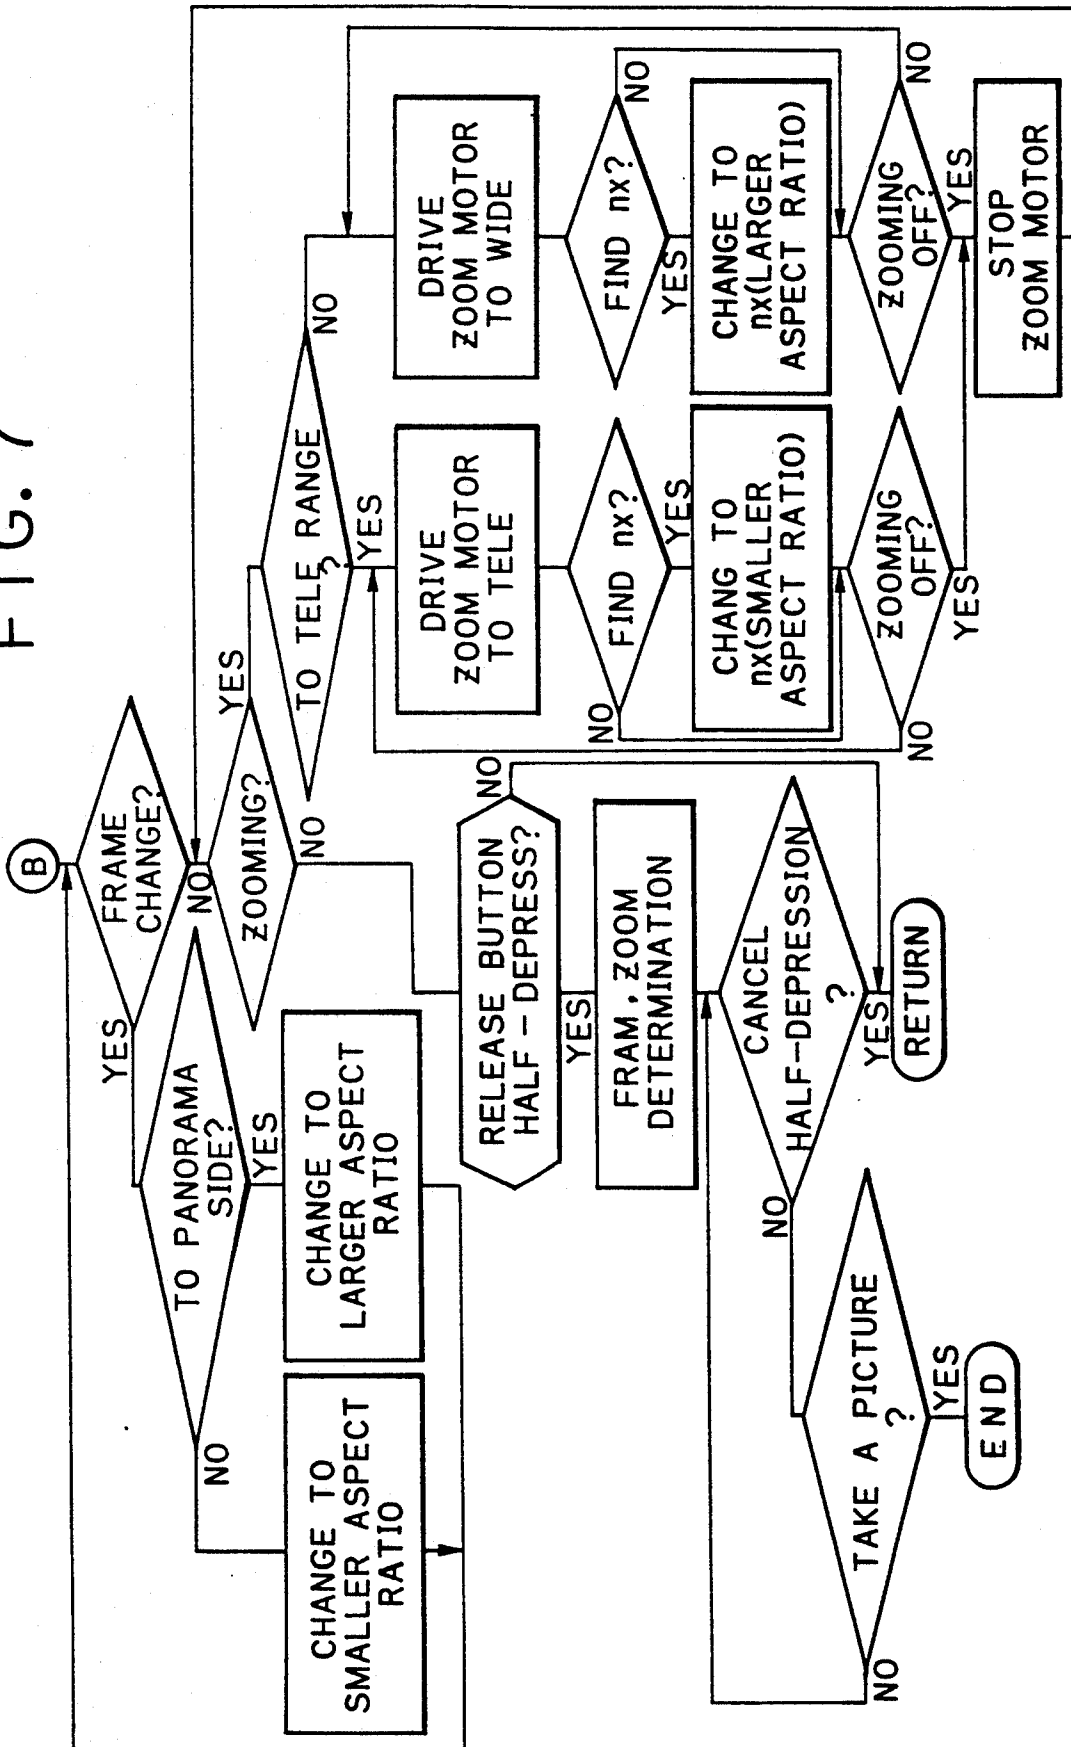 FIG. 7
B
FRAME
CHANGE?
YES
NO
TO PANORAMA
SIDE?
YES
NO
CHANGE TO
LARGER ASPECT
RATIO
CHANGE TO
SMALLER ASPECT
RATIO
ZOOMING?
YES
NO
TO TELE RANGE
?
YES
NO
DRIVE
ZOOM MOTOR
TO TELE
DRIVE
ZOOM MOTOR
TO WIDE
FIND nx?
YES
NO
FIND nx?
YES
NO
CHANG TO
nx(SMALLER
ASPECT RATIO)
CHANGE TO
nx(LARGER
ASPECT RATIO)
ZOOMING
OFF?
YES
NO
ZOOMING
OFF?
YES
NO
STOP
ZOOM MOTOR
RELEASE BUTTON
HALF-DEPRESS?
YES
NO
FRAM, ZOOM
DETERMINATION
CANCEL
HALF-DEPRESSION
?
YES
NO
RETURN
TAKE A PICTURE
?
YES
NO
END